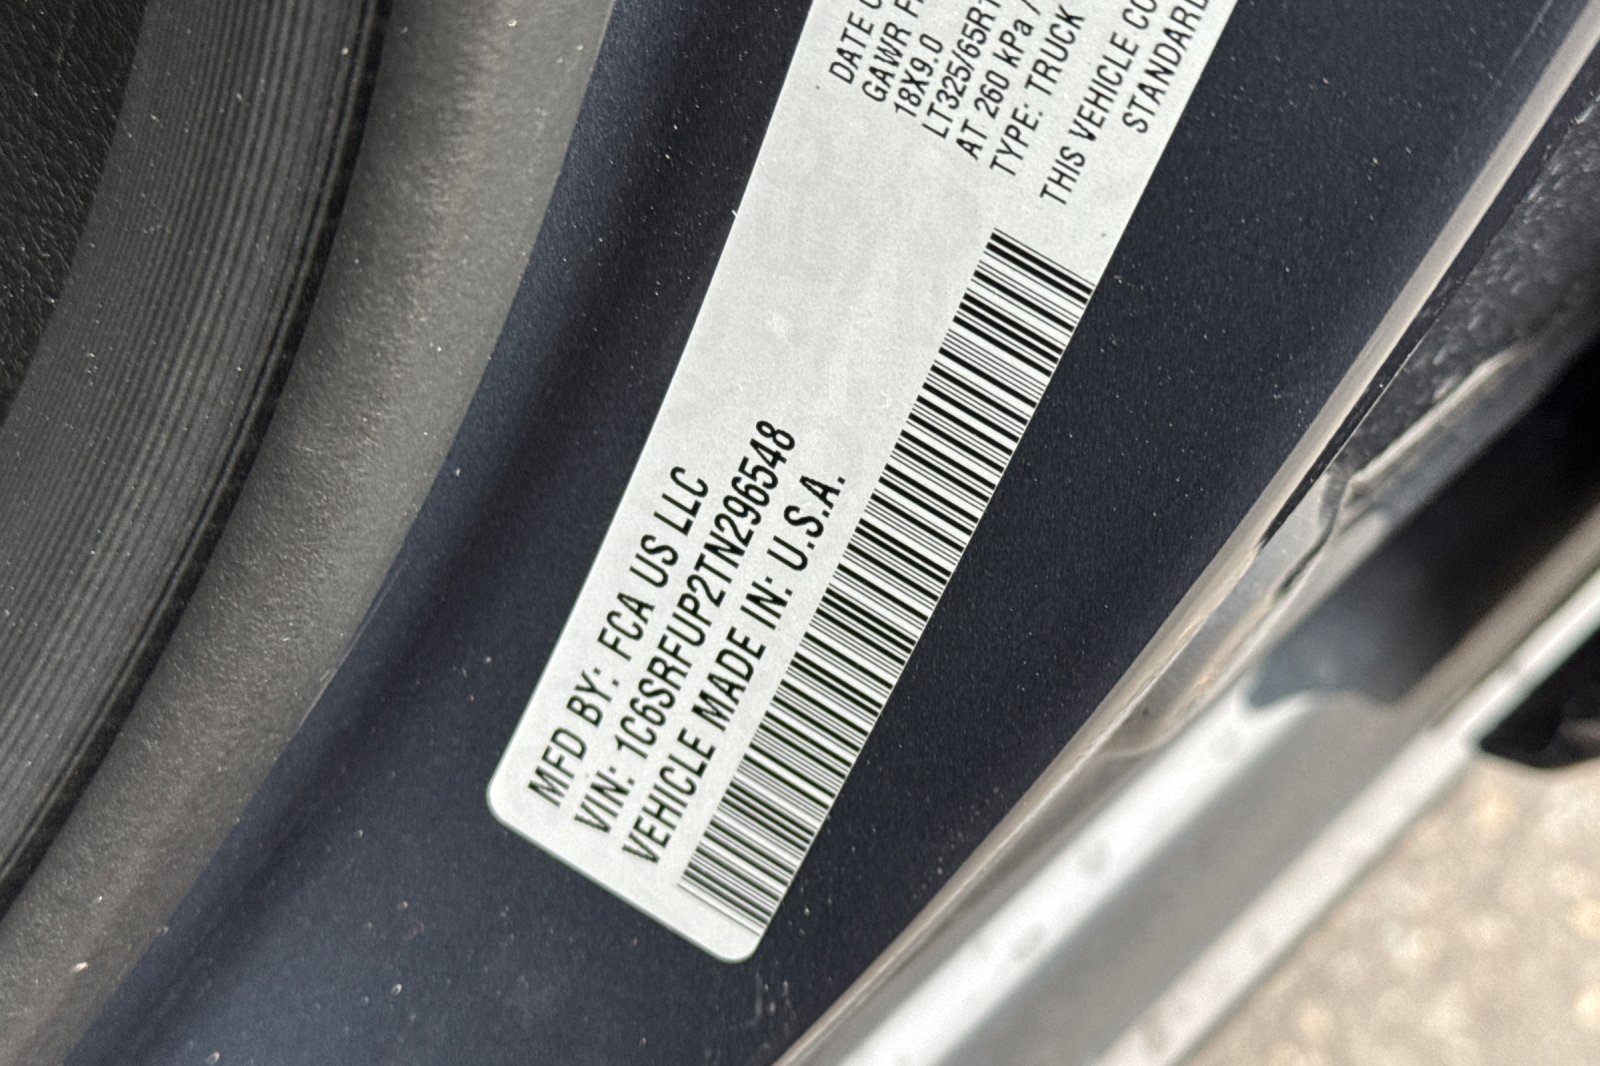 MFD BY: FCA US LLC
VIN: 1C6SRFUP2TN296548
VEHICLE MADE IN: U.S.A.
DATE
GAWR
18X9.0
LT325/65R1
AT 260 kPa /
TYPE: TRUCK
THIS VEHICLE CO
STANDARD